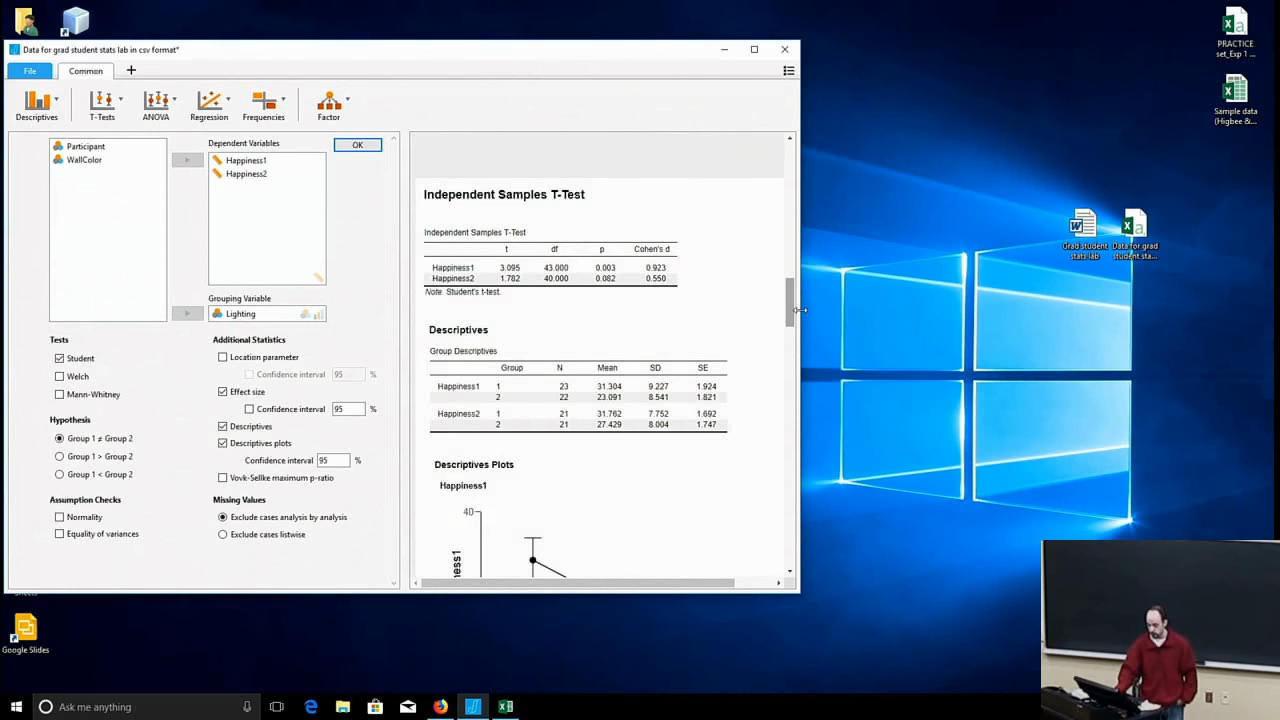 Data for grad student stats lab in csv format*
File
Common
+
Descriptives
T-Tests
ANOVA
Regression
Frequencies
Factor
Participant
WallColor
Dependent Variables
OK
Happiness1
Happiness2
Grouping Variable
Lighting
Tests
Student
Welch
Mann-Whitney
Hypothesis
Group 1 ≠ Group 2
Group 1 > Group 2
Group 1 < Group 2
Assumption Checks
Normality
Equality of variances
Additional Statistics
Location parameter
Confidence interval 95 %
Effect size
Confidence interval 95 %
Descriptives
Descriptives plots
Confidence interval 95 %
Vovk-Sellke maximum p-ratio
Missing Values
Exclude cases analysis by analysis
Exclude cases listwise
Independent Samples T-Test
Independent Samples T-Test
t df p Cohen's d
Happiness1 3.095 43.000 0.003 0.923
Happiness2 1.782 40.000 0.082 0.550
Note. Student's t-test.
Descriptives
Group Descriptives
Group N Mean SD SE
Happiness1 1 23 31.304 9.227 1.924
2 22 23.091 8.541 1.821
Happiness2 1 21 31.762 7.752 1.692
2 21 27.429 8.004 1.747
Descriptives Plots
Happiness1
40
ness1
PRACTICE
set_Exp 1 ...
Sample data
(Higbee &...
Grad student
stats lab
Data for grad
student sta...
Google Slides
Ask me anything